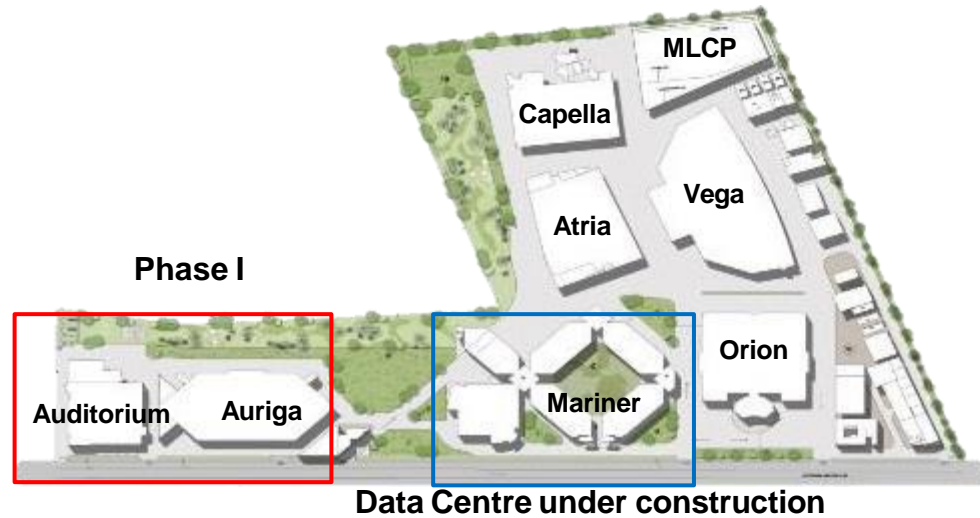 MLCP
Capella
Vega
Atria
Phase I
Orion
Auditorium
Auriga
Mariner
Data Centre under construction